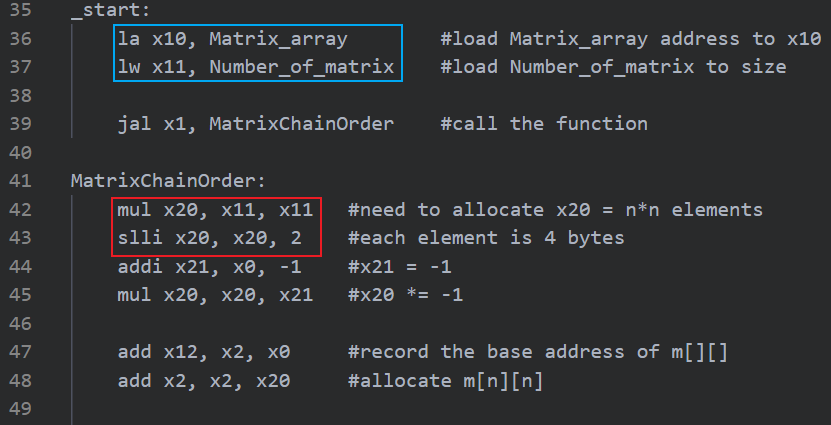 35 _start:
36 la x10, Matrix_array #load Matrix_array address to x10
37 lw x11, Number_of_matrix #load Number_of_matrix to size
38
39 jal x1, MatrixChainOrder #call the function
40
41 MatrixChainOrder:
42 mul x20, x11, x11 #need to allocate x20 = n*n elements
43 slli x20, x20, 2 #each element is 4 bytes
44 addi x21, x0, -1 #x21 = -1
45 mul x20, x20, x21 #x20 *= -1
46
47 add x12, x2, x0 #record the base address of m[][]
48 add x2, x2, x20 #allocate m[n][n]
49